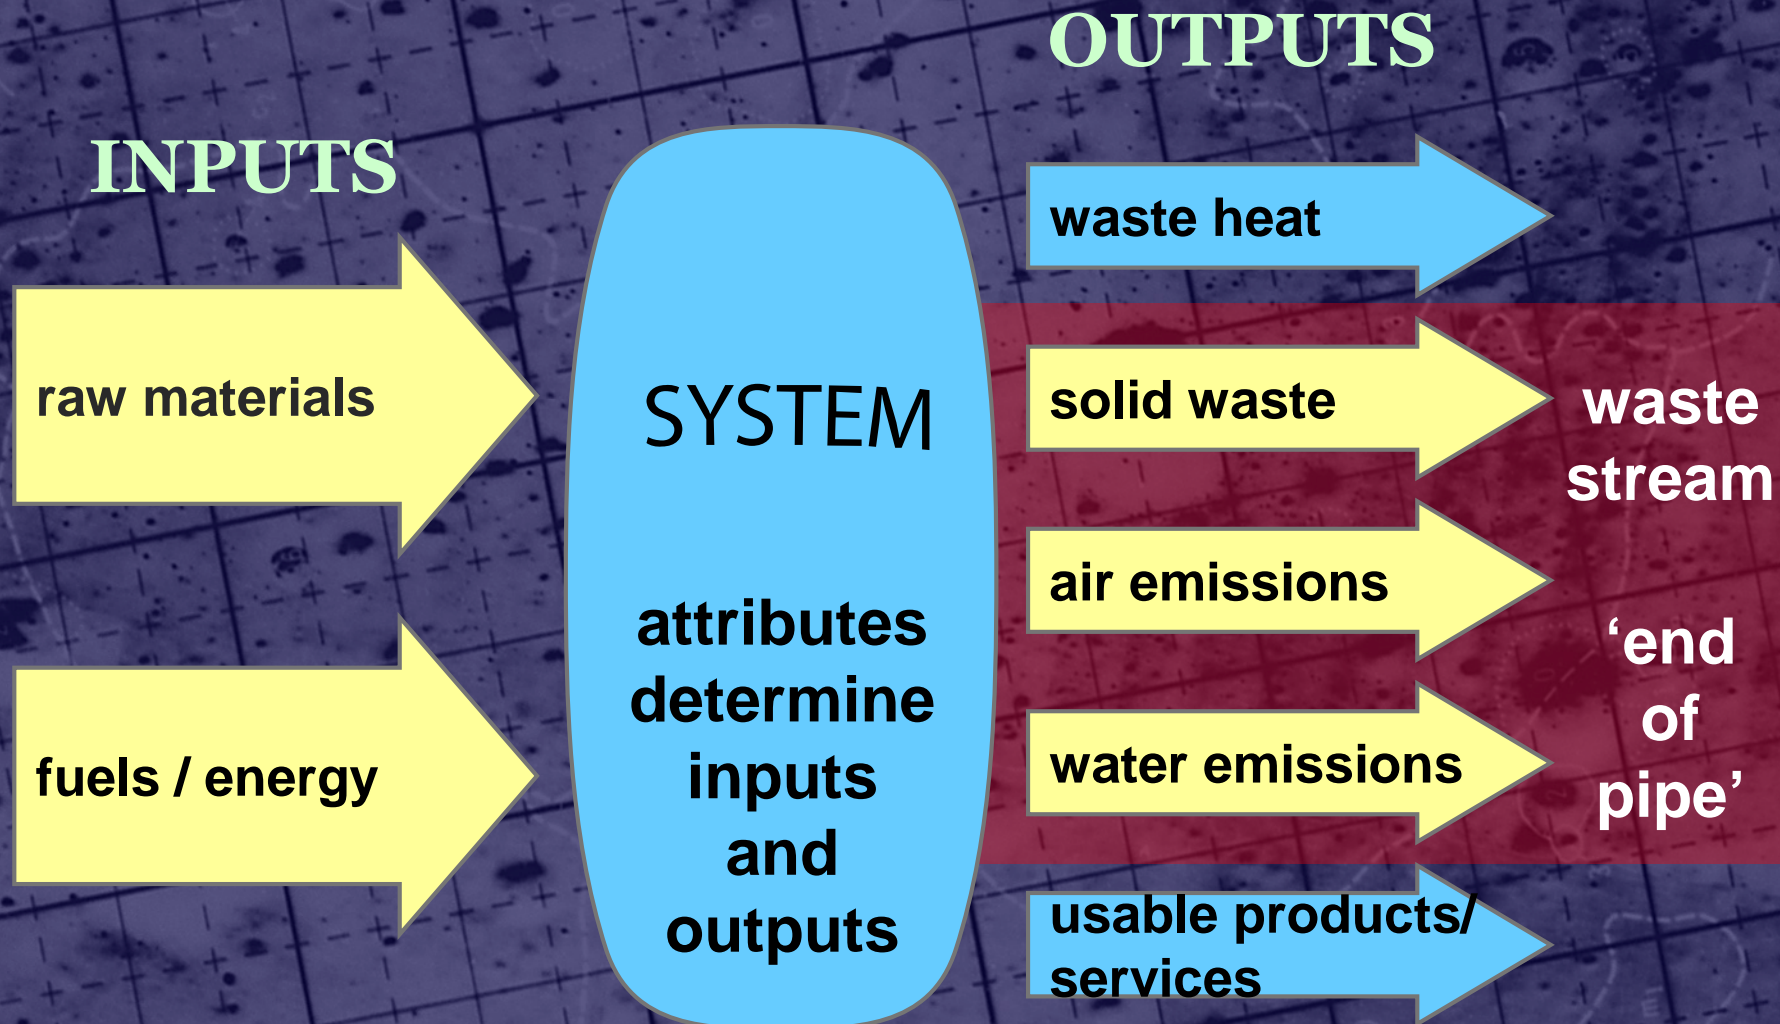 OUTPUTS
INPUTS
raw materials
fuels / energy
SYSTEM
attributes
determine
inputs
and
outputs
waste heat
solid waste
air emissions
water emissions
usable products/
services
waste
stream
‘end
of
pipe’